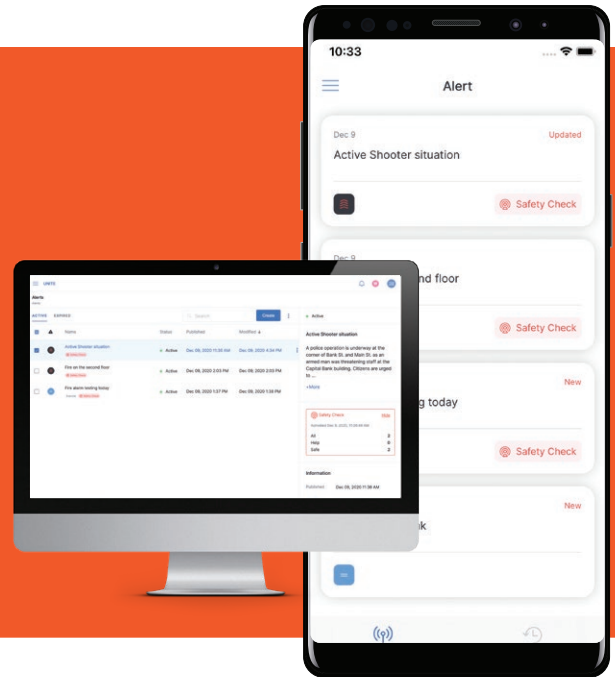 10:33
Alert
Dec 9
Updated
Active Shooter situation
Safety Check
Dec 9
nd floor
Safety Check
New
g today
Safety Check
New
k
UNITE
Alerts
ACTIVE EXPIRED
Search
Create
Name Status Published Modified
Active Shooter situation Active Dec 09, 2020 11:36 AM Dec 09, 2020 4:34 PM
Fire on the second floor Active Dec 09, 2020 2:03 PM Dec 09, 2020 2:03 PM
Fire alarm testing today Active Dec 09, 2020 1:37 PM Dec 09, 2020 1:39 PM
Active
Active Shooter situation
A police operation is underway at the
corner of Bank St. and Main St. as an
armed man was threatening staff at the
Capital Bank building. Citizens are urged
to ...
+More
Safety Check
All 2
Help 0
Safe 2
Information
Published Dec 09, 2020 11:36 AM